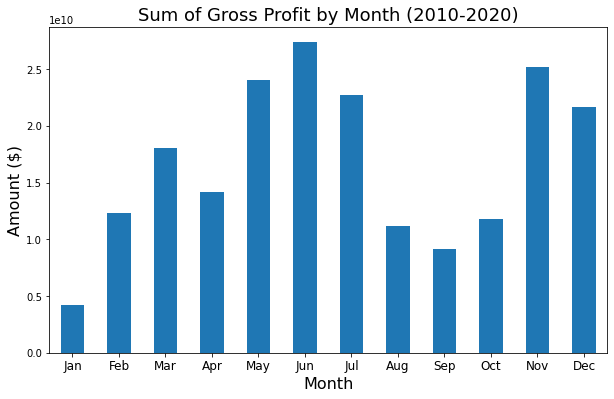 Sum of Gross Profit by Month (2010-2020)
1e10
Amount ($)
2.5
2.0
1.5
1.0
0.5
0.0
Jan Feb Mar Apr May Jun Jul Aug Sep Oct Nov Dec
Month